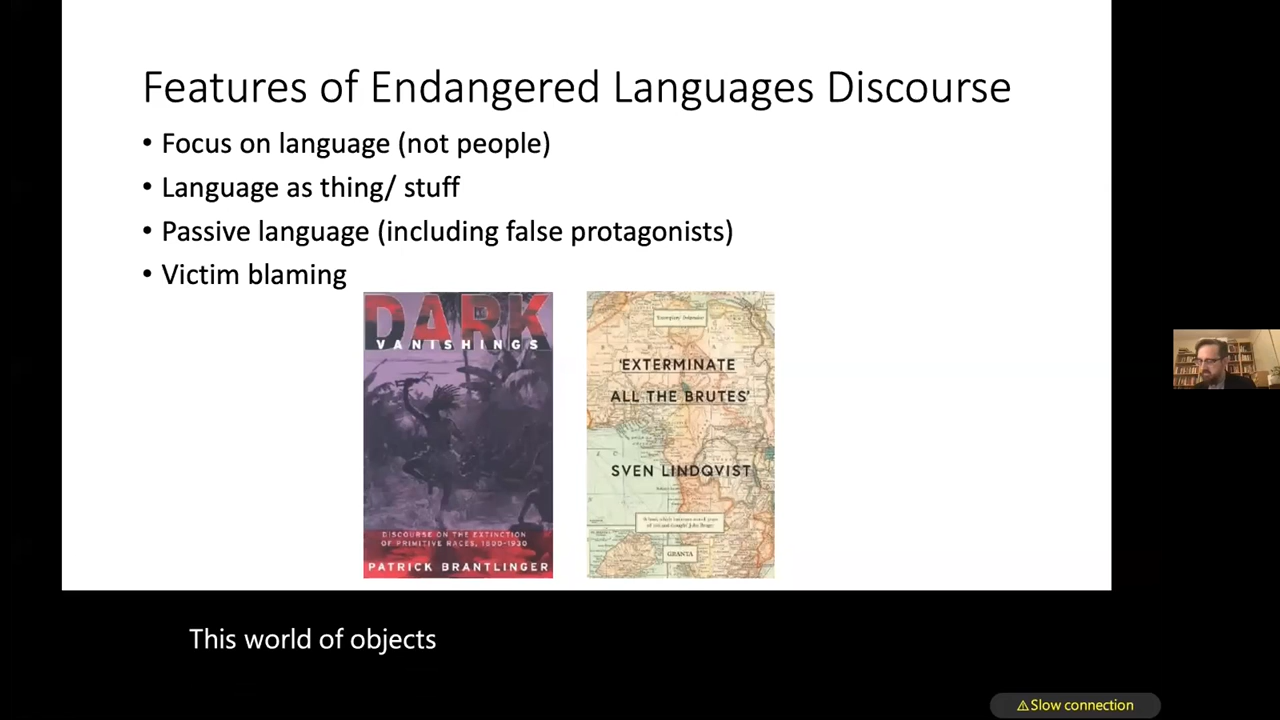 Features of Endangered Languages Discourse
• Focus on language (not people)
• Language as thing/ stuff
• Passive language (including false protagonists)
• Victim blaming
DARK
VANISHINGS
DISCOURSE ON THE EXTINCTION
OF PRIMITIVE RACES, 1800-1930
PATRICK BRANTLINGER
'EXTERMINATE
ALL THE BRUTES'
SVEN LINDQVIST
GRANTA
This world of objects
⚠Slow connection